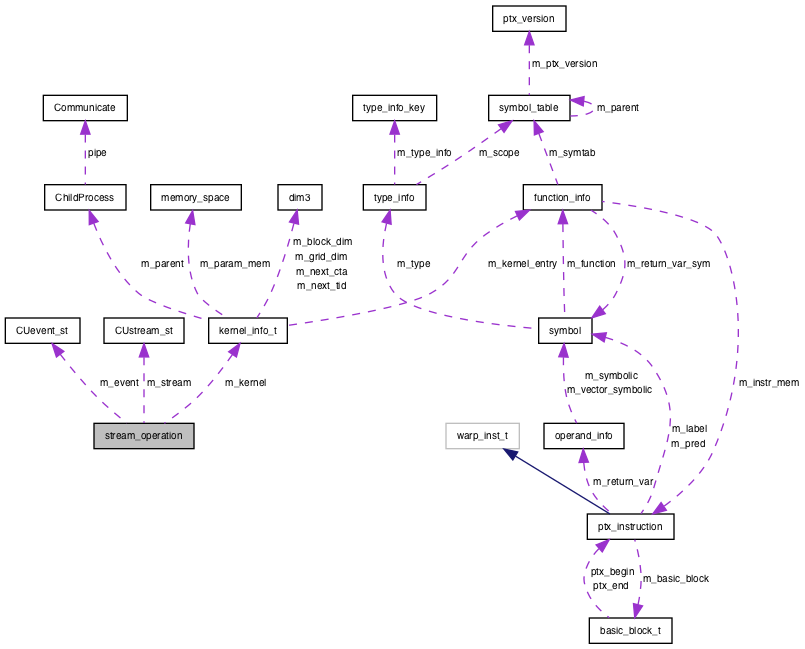 ptx_version
m_ptx_version
Communicate
type_info_key
symbol_table
m_parent
pipe
m_type_info
m_scope
m_symtab
ChildProcess
memory_space
dim3
type_info
function_info
m_parent
m_param_mem
m_block_dim
m_grid_dim
m_next_cta
m_next_tid
m_type
m_kernel_entry
m_function
m_return_var_sym
CUevent_st
CUstream_st
kernel_info_t
symbol
m_event
m_stream
m_kernel
m_symbolic
m_vector_symbolic
m_instr_mem
stream_operation
warp_inst_t
operand_info
m_label
m_pred
m_return_var
ptx_instruction
ptx_begin
ptx_end
m_basic_block
basic_block_t